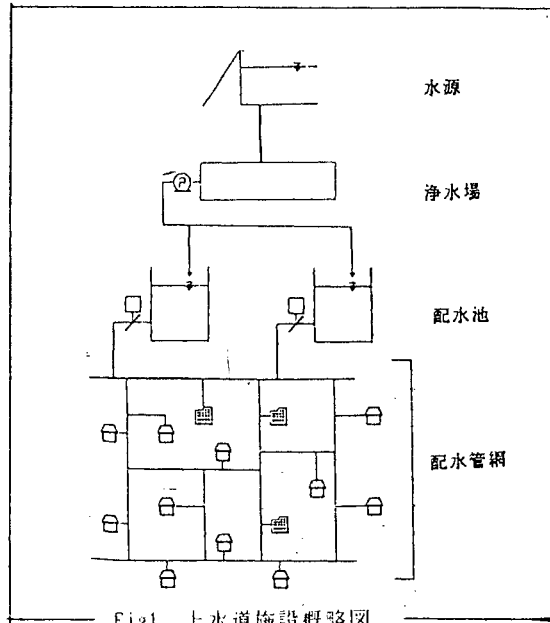 水源
浄水場
P
配水池
配水管網
Fig1 上水道施設概略図